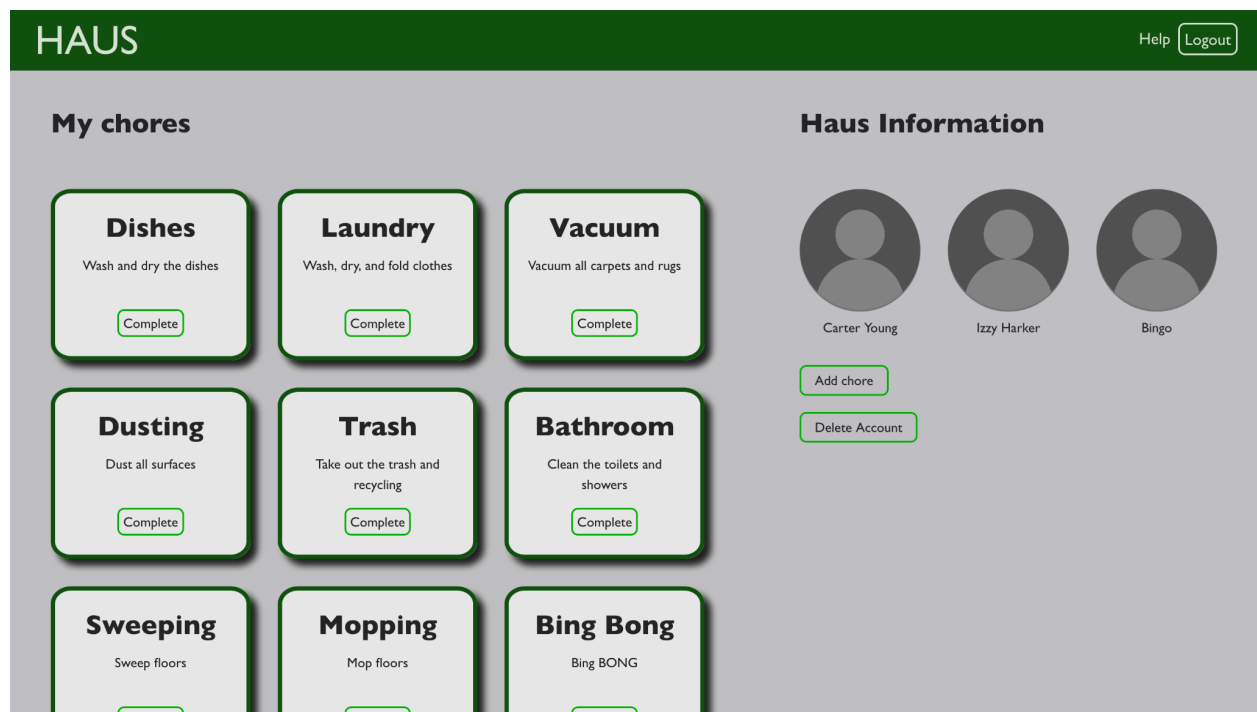 HAUS
Help
Logout
My chores
Haus Information
Dishes
Wash and dry the dishes
Complete
Laundry
Wash, dry, and fold clothes
Complete
Vacuum
Vacuum all carpets and rugs
Complete
Carter Young
Izzy Harker
Bingo
Add chore
Delete Account
Dusting
Dust all surfaces
Complete
Trash
Take out the trash and
recycling
Complete
Bathroom
Clean the toilets and
showers
Complete
Sweeping
Sweep floors
Mopping
Mop floors
Bing Bong
Bing BONG